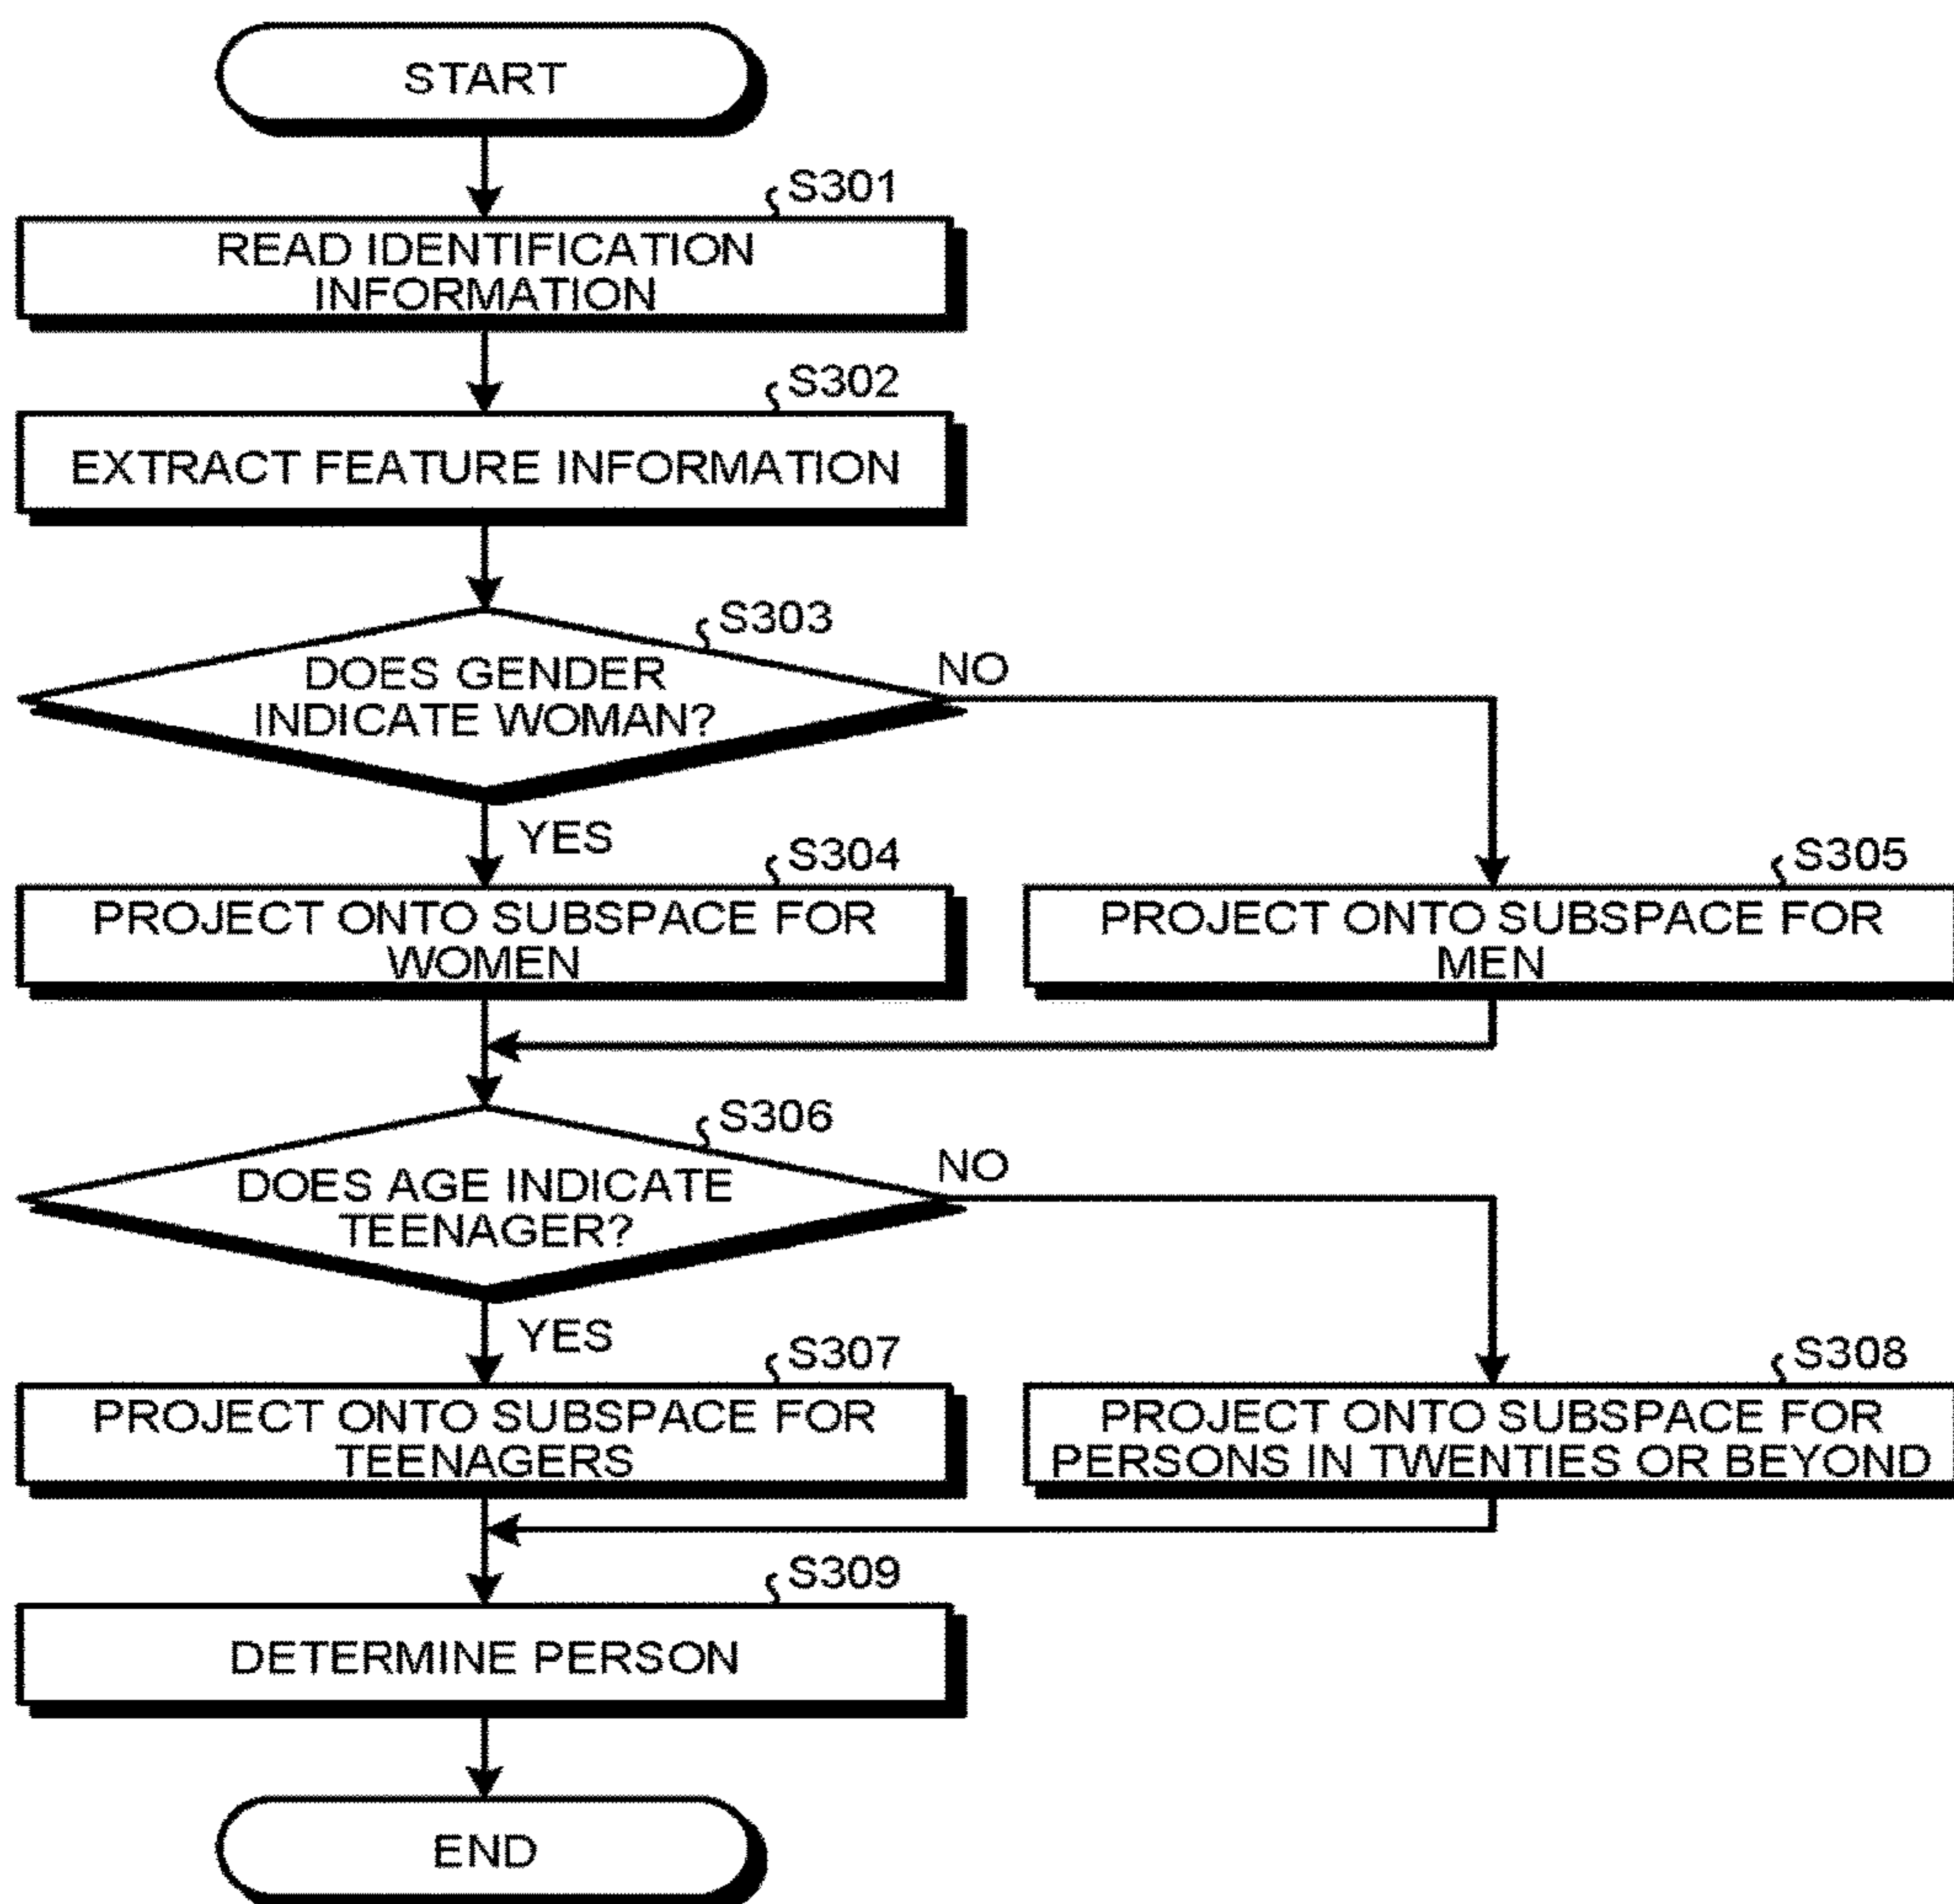 START
S301
READ IDENTIFICATION
INFORMATION
S302
EXTRACT FEATURE INFORMATION
S303
DOES GENDER
INDICATE WOMAN?
NO
YES
S304
PROJECT ONTO SUBSPACE FOR
WOMEN
S305
PROJECT ONTO SUBSPACE FOR
MEN
S306
DOES AGE INDICATE
TEENAGER?
NO
YES
S307
PROJECT ONTO SUBSPACE FOR
TEENAGERS
S308
PROJECT ONTO SUBSPACE FOR
PERSONS IN TWENTIES OR BEYOND
S309
DETERMINE PERSON
END